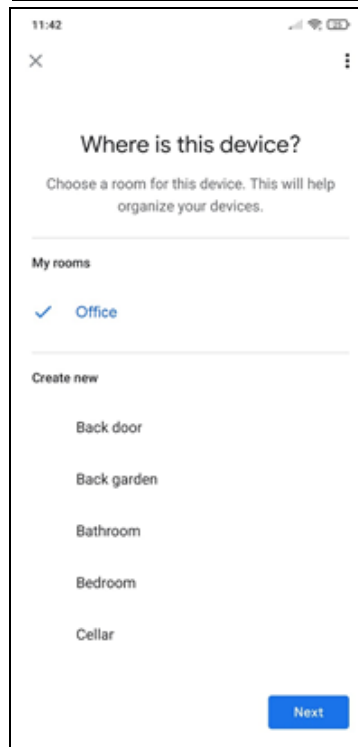 11:42
Where is this device?
Choose a room for this device. This will help
organize your devices.
My rooms
Office
Create new
Back door
Back garden
Bathroom
Bedroom
Cellar
Next